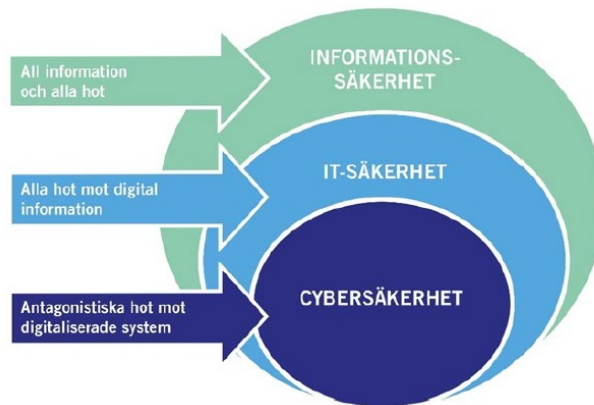 All information
och alla hot
INFORMATIONS-
SÄKERHET
Alla hot mot digital
information
IT-SÄKERHET
Antagonistiska hot mot
digitaliserade system
CYBERSÄKERHET